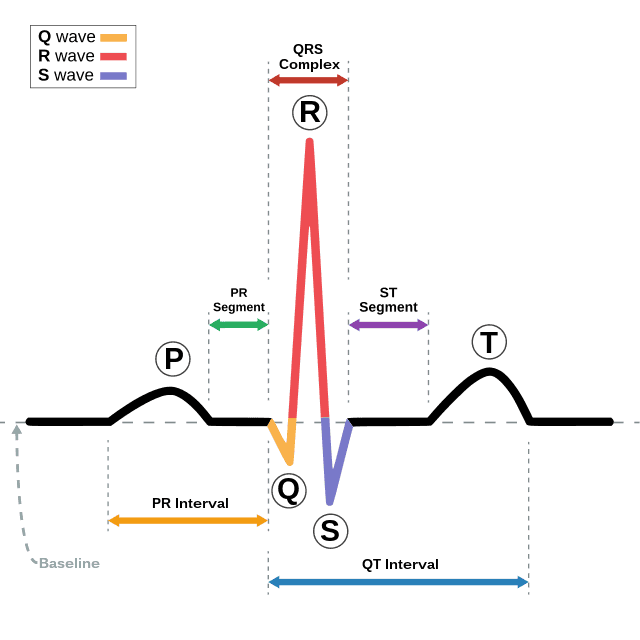 Q wave
R wave
S wave
QRS
Complex
R
PR
Segment
ST
Segment
P
T
Q
PR Interval
S
Baseline
QT Interval